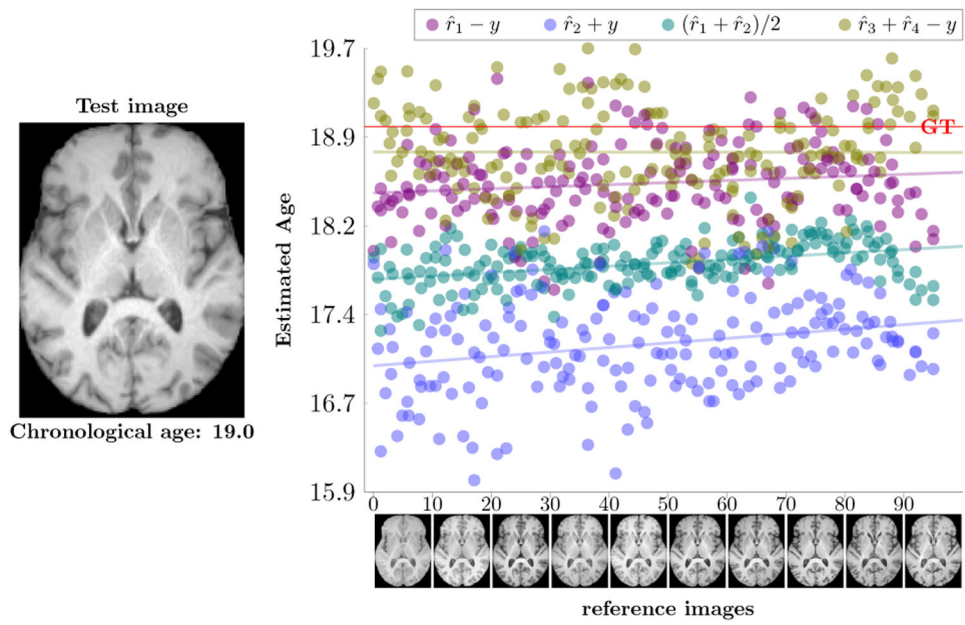 r̂₁ − y r̂₂ + y (r̂₁ + r̂₂)/2 r̂₃ + r̂₄ − y
Test image
Chronological age: 19.0
Estimated Age
19.7
18.9
18.2
17.4
16.7
15.9
GT
0 10 20 30 40 50 60 70 80 90
reference images